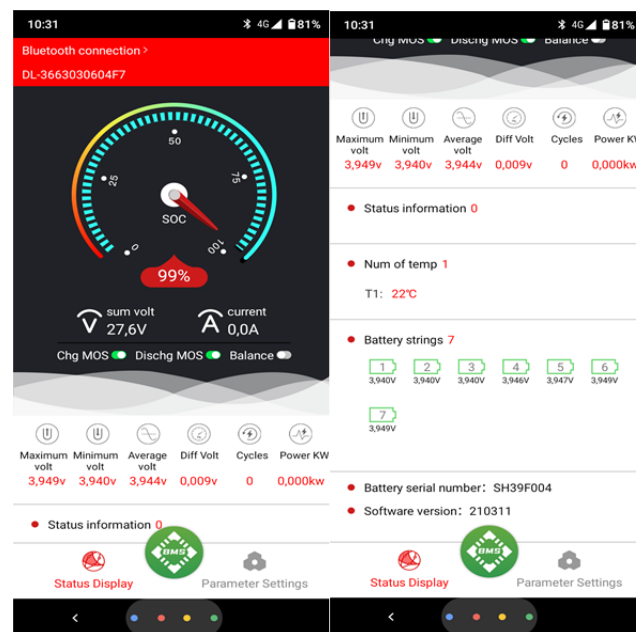 10:31
4G 81%
Bluetooth connection >
DL-3663030604F7
0
25
50
75
100
SOC
99%
sum volt
27,6V
current
0,0A
Chg MOS Dischg MOS Balance
Maximum volt Minimum volt Average volt Diff Volt Cycles Power KW
3,949v 3,940v 3,944v 0,009v 0 0,000kw
Status information 0
BMS
Status Display Parameter Settings
10:31
4G 81%
Chg MOS Dischg MOS Balance
Maximum volt Minimum volt Average volt Diff Volt Cycles Power KW
3,949v 3,940v 3,944v 0,009v 0 0,000kw
Status information 0
Num of temp 1
T1: 22℃
Battery strings 7
1 2 3 4 5 6
3,940V 3,940V 3,940V 3,946V 3,947V 3,949V
7
3,949V
Battery serial number: SH39F004
Software version: 210311
BMS
Status Display Parameter Settings